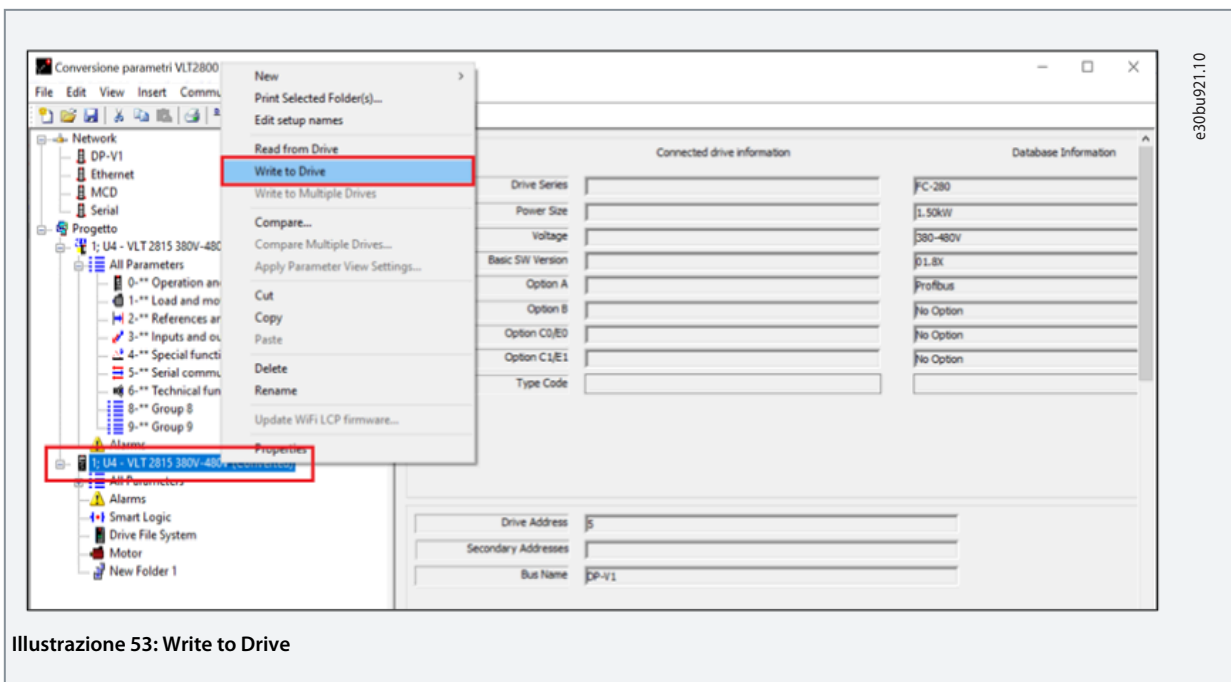 e30bu921.10
Conversione parametri VLT2800
File Edit View Insert Commu
New
Print Selected Folder(s)...
Edit setup names
Read from Drive
Write to Drive
Write to Multiple Drives
Compare...
Compare Multiple Drives...
Apply Parameter View Settings...
Cut
Copy
Paste
Delete
Rename
Update WiFi LCP firmware...
Properties
Network
DP-V1
Ethernet
MCD
Serial
Progetto
1; U4 - VLT 2815 380V-480
All Parameters
0-** Operation an
1-** Load and mo
2-** References ar
3-** Inputs and ou
4-** Special functi
5-** Serial commu
6-** Technical fun
8-** Group 8
9-** Group 9
Alarms
1; U4 - VLT 2815 380V-480V (Converted)
All Parameters
Alarms
Smart Logic
Drive File System
Motor
New Folder 1
Connected drive information Database Information
Drive Series FC-280
Power Size 1.50kW
Voltage 380-480V
Basic SW Version 01.8X
Option A Profibus
Option B No Option
Option C0/E0 No Option
Option C1/E1 No Option
Type Code
Drive Address 5
Secondary Addresses
Bus Name DP-V1
Illustrazione 53: Write to Drive